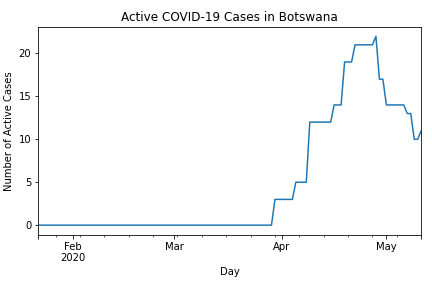 Active COVID-19 Cases in Botswana
Number of Active Cases
20
15
10
5
0
Feb
2020
Mar
Apr
May
Day